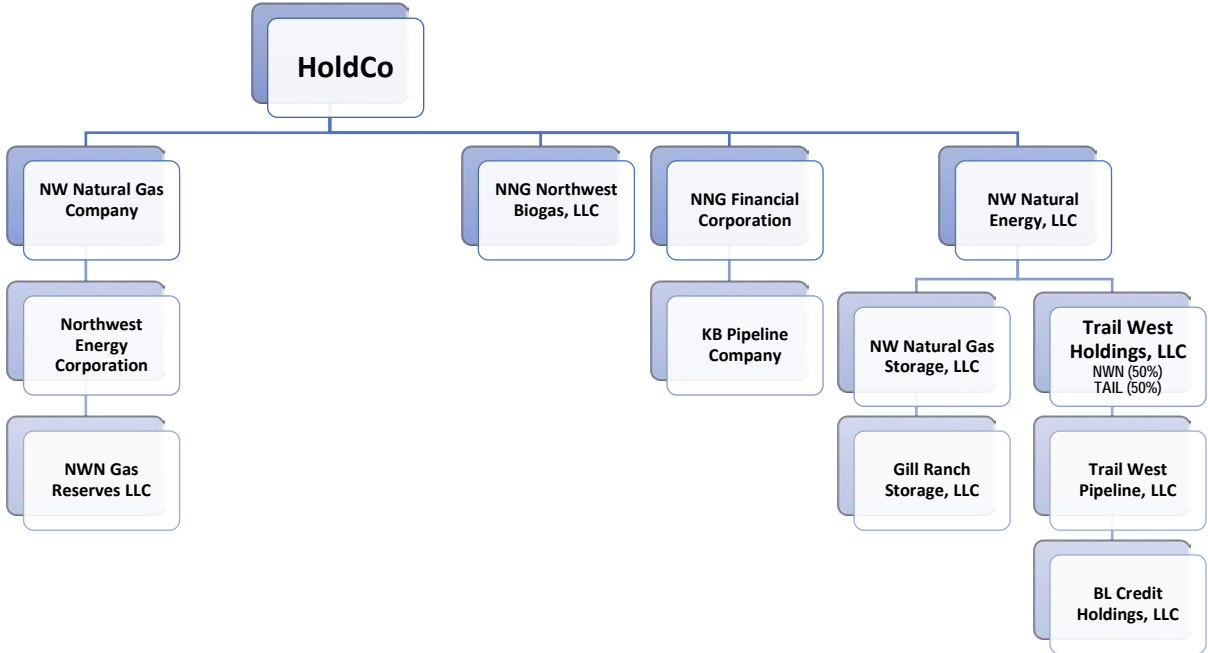 HoldCo
NW Natural Gas
Company
NNG Northwest
Biogas, LLC
NNG Financial
Corporation
NW Natural
Energy, LLC
Northwest
Energy
Corporation
KB Pipeline
Company
NW Natural Gas
Storage, LLC
Trail West
Holdings, LLC
NWN (50%)
TAIL (50%)
NWN Gas
Reserves LLC
Gill Ranch
Storage, LLC
Trail West
Pipeline, LLC
BL Credit
Holdings, LLC